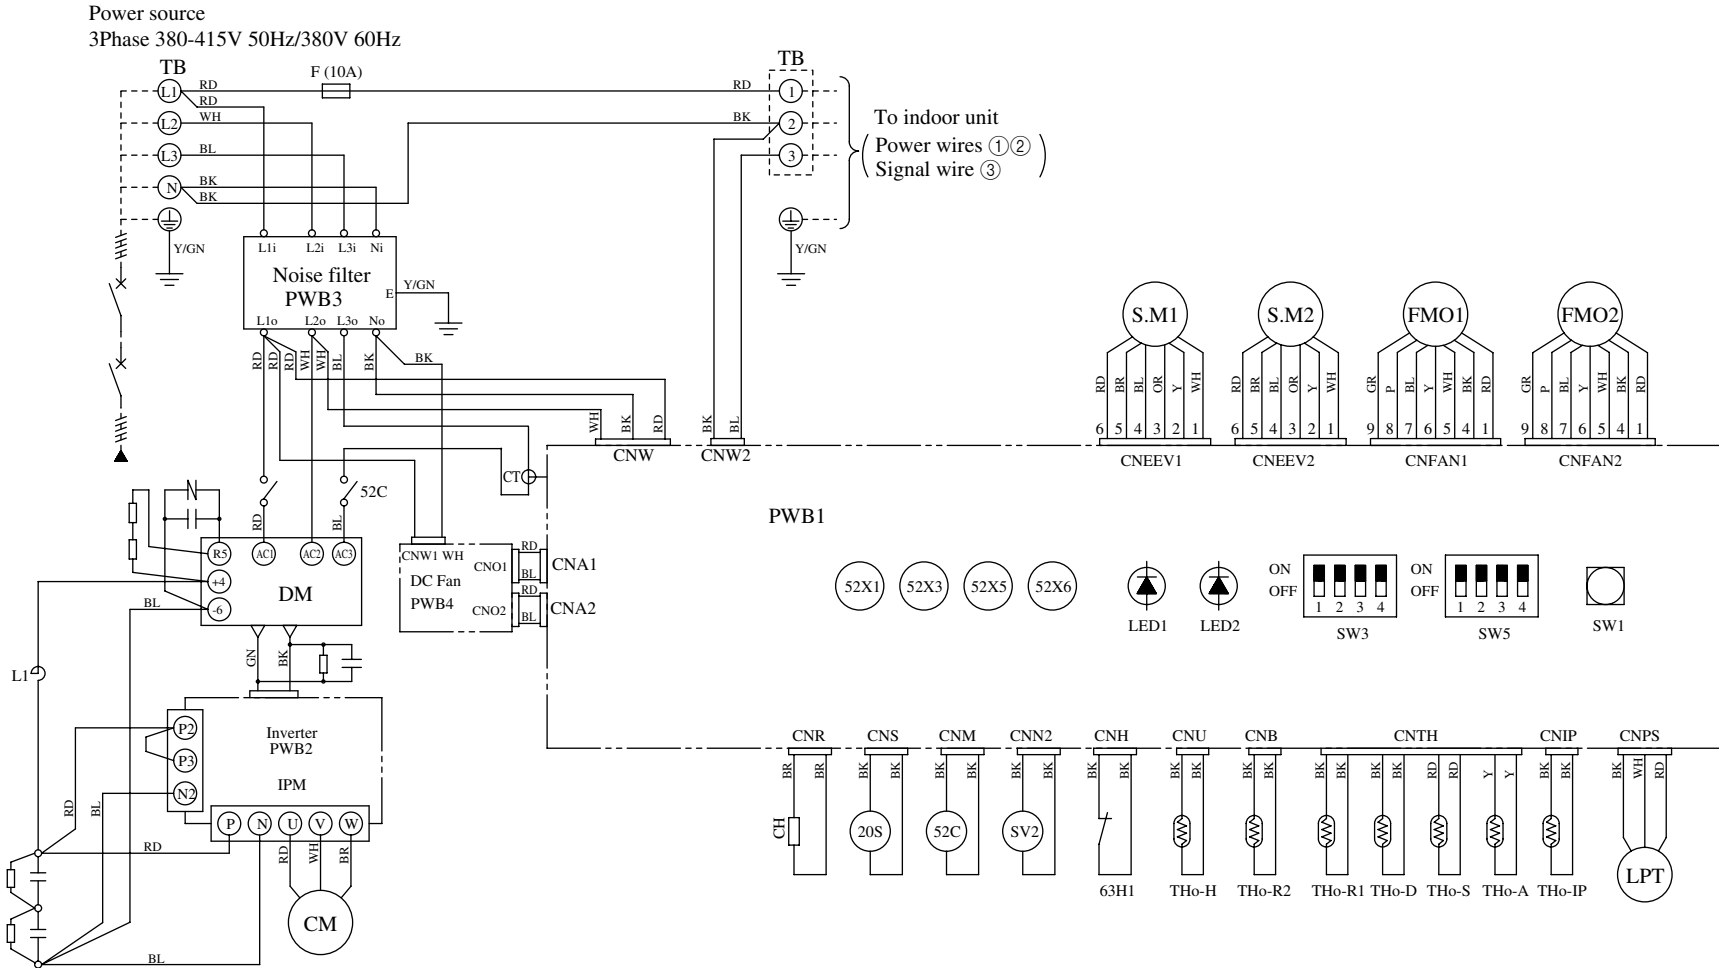 Power source
3Phase 380-415V 50Hz/380V 60Hz
TB
F (10A)
TB
L1 RD RD RD 1
L2 WH BK 2
L3 BL 3
N BK BK
Y/GN
Y/GN
To indoor unit
Power wires ①②
Signal wire ③
L1i L2i L3i Ni
Noise filter
PWB3
E Y/GN
L1o L2o L3o No
RD RD RD WH WH BL BK BK
WH BK RD
BK BL
CNW CNW2
CT
52C
RD BL
R5 AC1 AC2 AC3
+4
-6
DM
BL
GN BK
L1
CNW1 WH
DC Fan
PWB4
CNO1 RD BL CNA1
CNO2 RD BL CNA2
P2
P3
N2
Inverter
PWB2
IPM
P N U V W
RD BL
RD
RD WH BR
CM
BL
S.M1 S.M2 FMO1 FMO2
RD BR BL OR Y WH
6 5 4 3 2 1
CNEEV1
RD BR BL OR Y WH
6 5 4 3 2 1
CNEEV2
GR P BL Y WH BK RD
9 8 7 6 5 4 1
CNFAN1
GR P BL Y WH BK RD
9 8 7 6 5 4 1
CNFAN2
PWB1
52X1 52X3 52X5 52X6
LED1 LED2
ON
OFF
1 2 3 4
SW3
ON
OFF
1 2 3 4
SW5
SW1
CNR CNS CNM CNN2 CNH CNU CNB CNTH CNIP CNPS
BR BR BK BK BK BK BK BK BK BK BK BK BK BK BK BK BK BK RD RD Y Y BK BK BK WH RD
CH 20S 52C SV2 LPT
63H1 THo-H THo-R2 THo-R1 THo-D THo-S THo-A THo-IP